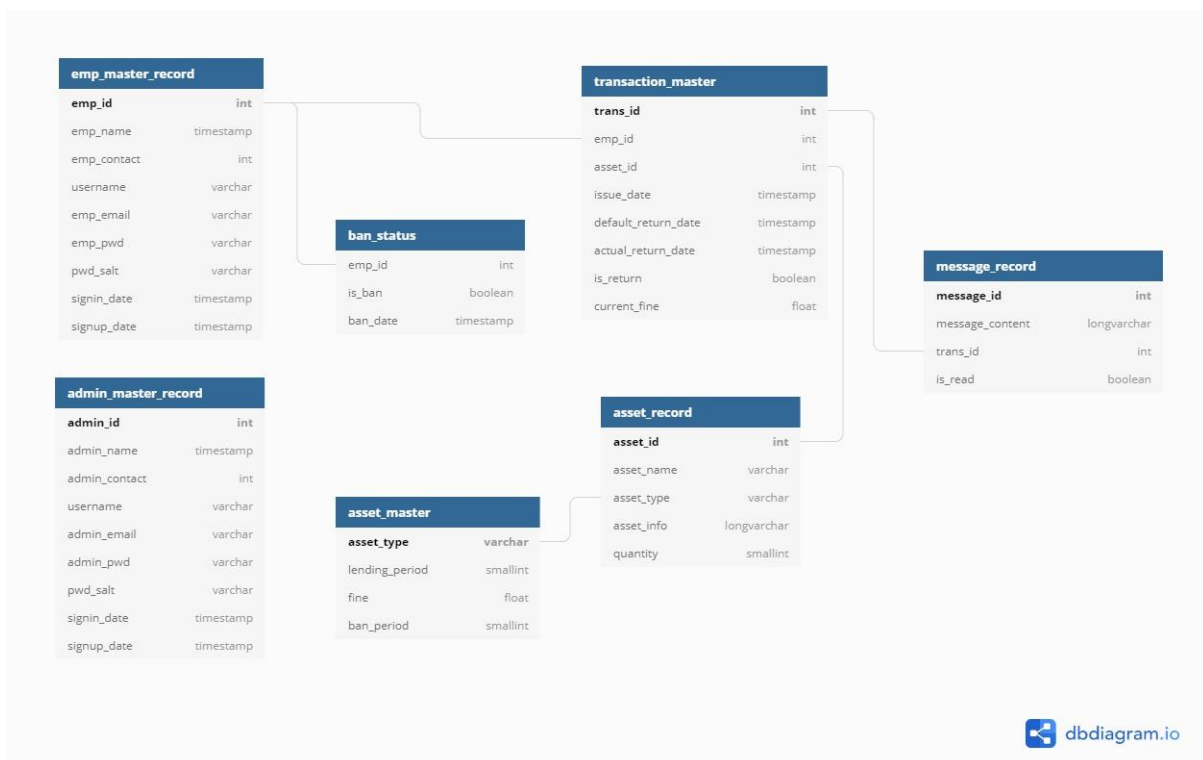 emp_master_record
emp_id int
emp_name timestamp
emp_contact int
username varchar
emp_email varchar
emp_pwd varchar
pwd_salt varchar
signin_date timestamp
signup_date timestamp
admin_master_record
admin_id int
admin_name timestamp
admin_contact int
username varchar
admin_email varchar
admin_pwd varchar
pwd_salt varchar
signin_date timestamp
signup_date timestamp
ban_status
emp_id int
is_ban boolean
ban_date timestamp
asset_master
asset_type varchar
lending_period smallint
fine float
ban_period smallint
transaction_master
trans_id int
emp_id int
asset_id int
issue_date timestamp
default_return_date timestamp
actual_return_date timestamp
is_return boolean
current_fine float
asset_record
asset_id int
asset_name varchar
asset_type varchar
asset_info longvarchar
quantity smallint
message_record
message_id int
message_content longvarchar
trans_id int
is_read boolean
dbdiagram.io